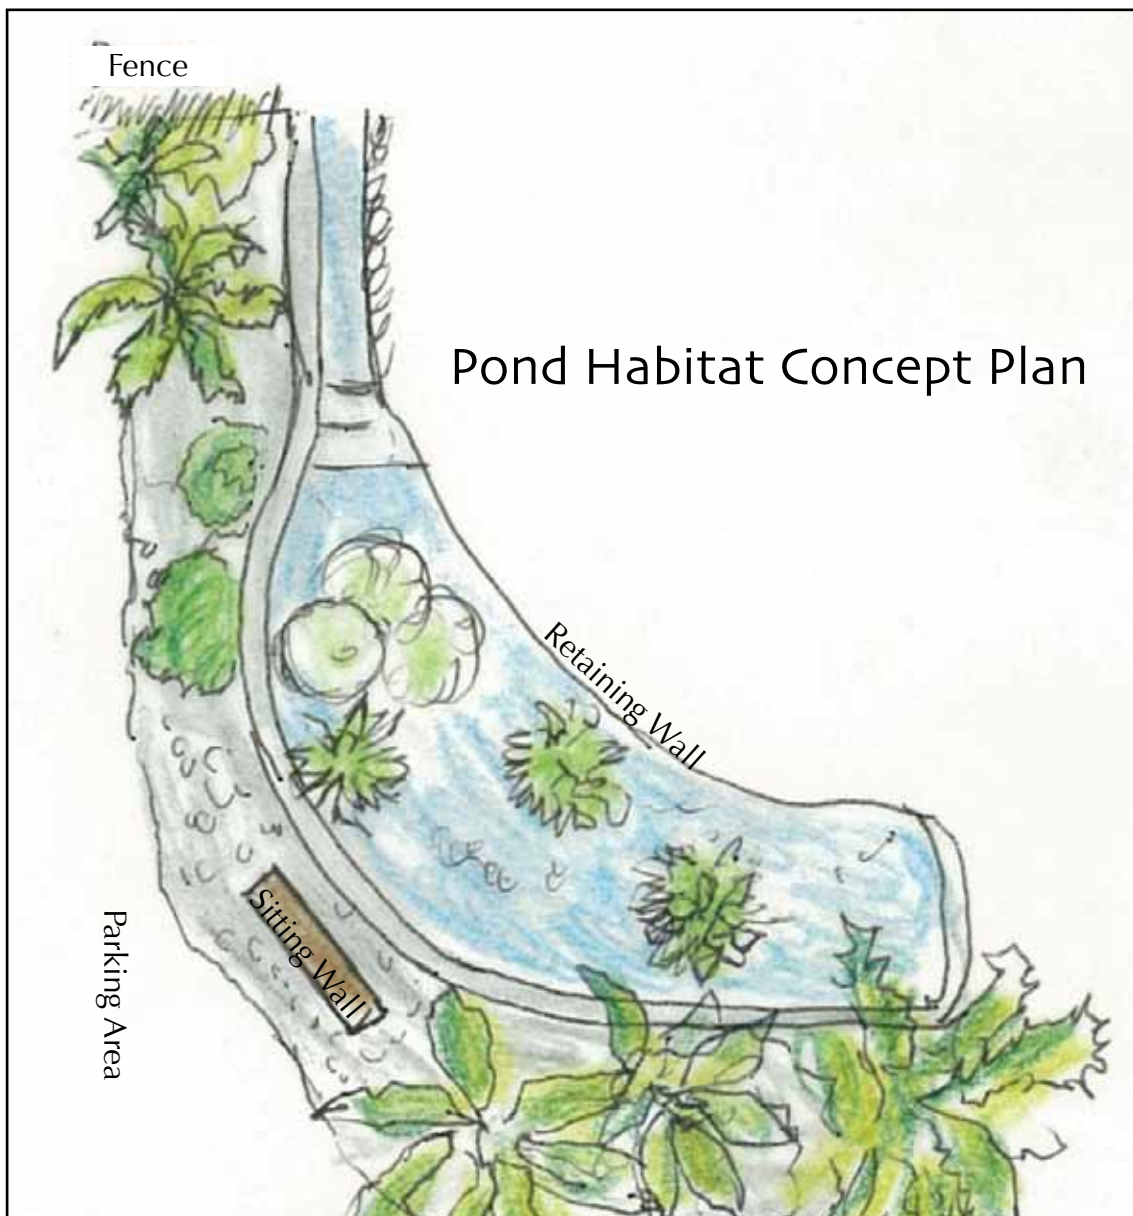 Fence
Pond Habitat Concept Plan
Retaining Wall
Sitting Wall
Parking Area